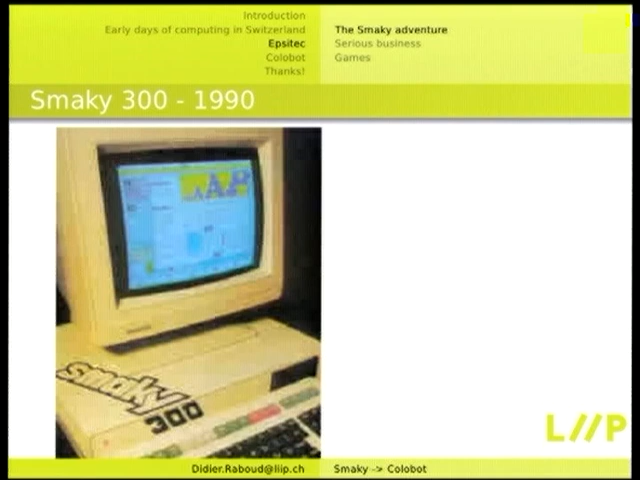 Introduction
Early days of computing in Switzerland
Epsitec
Colobot
Thanks!
The Smaky adventure
Serious business
Games
Smaky 300 - 1990
smaky
300
LIIP
Didier.Raboud@liip.ch
Smaky -> Colobot